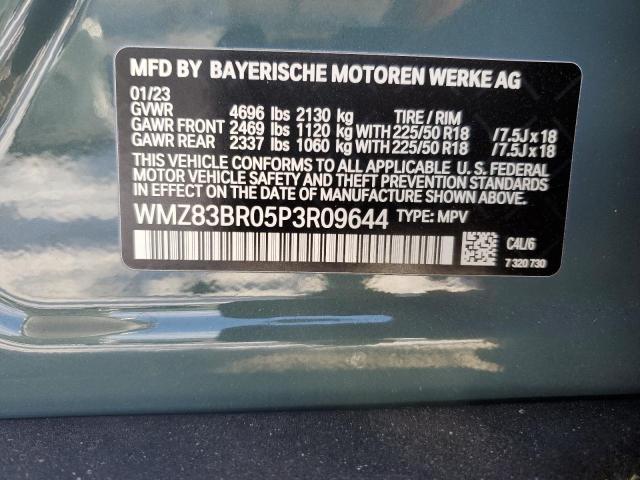 MFD BY BAYERISCHE MOTOREN WERKE AG
01/23
GVWR 4696 lbs 2130 kg TIRE / RIM
GAWR FRONT 2469 lbs 1120 kg WITH 225/50 R18 /7.5J x 18
GAWR REAR 2337 lbs 1060 kg WITH 225/50 R18 /7.5J x 18
THIS VEHICLE CONFORMS TO ALL APPLICABLE U. S. FEDERAL
MOTOR VEHICLE SAFETY, BUMPER, AND THEFT PREVENTION
STANDARDS IN EFFECT ON THE DATE OF MANUFACTURE SHOWN ABOVE.
WMZ83BR05P3R09644 TYPE: MPV
C4L/6
7 320 730